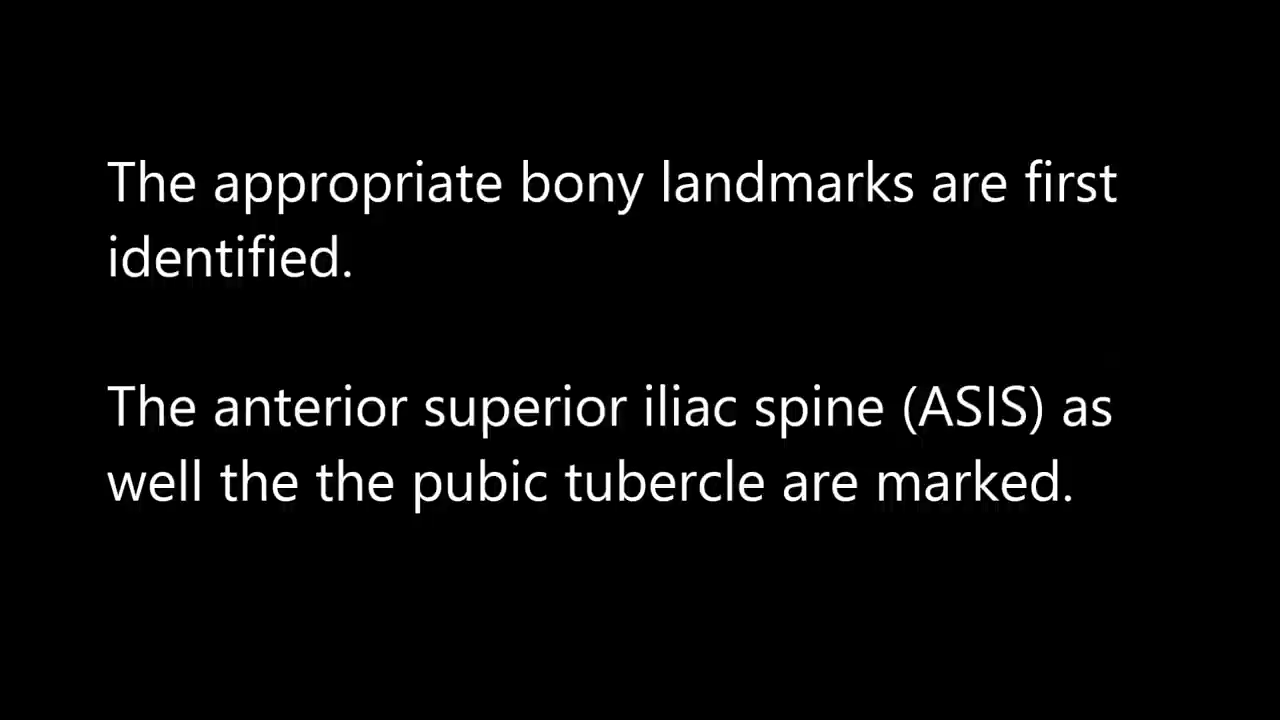 The appropriate bony landmarks are first
identified.
The anterior superior iliac spine (ASIS) as
well the the pubic tubercle are marked.